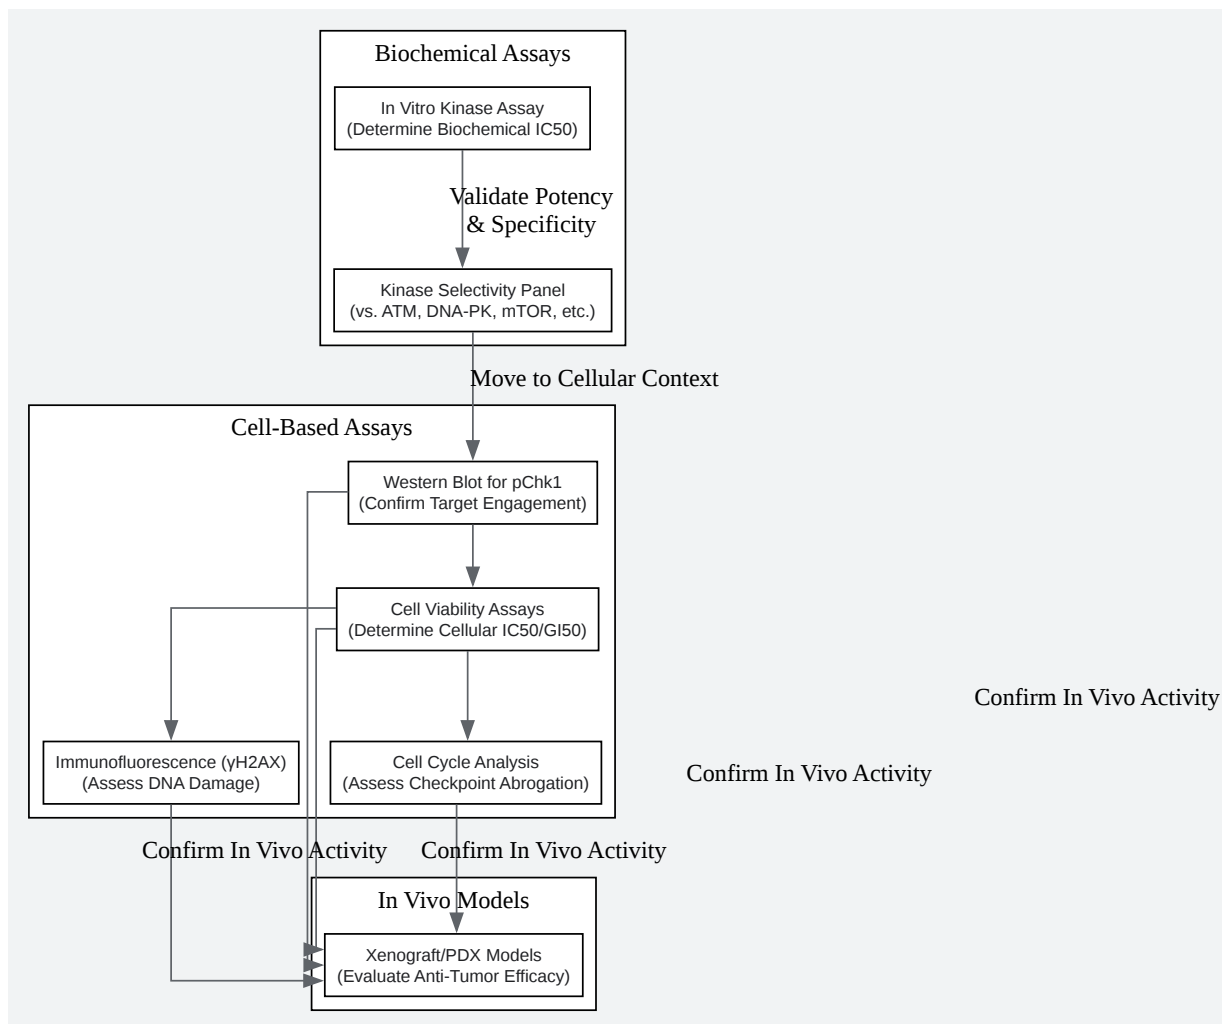 Biochemical Assays
In Vitro Kinase Assay
(Determine Biochemical IC50)
Validate Potency
& Specificity
Kinase Selectivity Panel
(vs. ATM, DNA-PK, mTOR, etc.)
Move to Cellular Context
Cell-Based Assays
Western Blot for pChk1
(Confirm Target Engagement)
Cell Viability Assays
(Determine Cellular IC50/GI50)
Confirm In Vivo Activity
Immunofluorescence (γH2AX)
(Assess DNA Damage)
Cell Cycle Analysis
(Assess Checkpoint Abrogation)
Confirm In Vivo Activity
Confirm In Vivo Activity
Confirm In Vivo Activity
In Vivo Models
Xenograft/PDX Models
(Evaluate Anti-Tumor Efficacy)